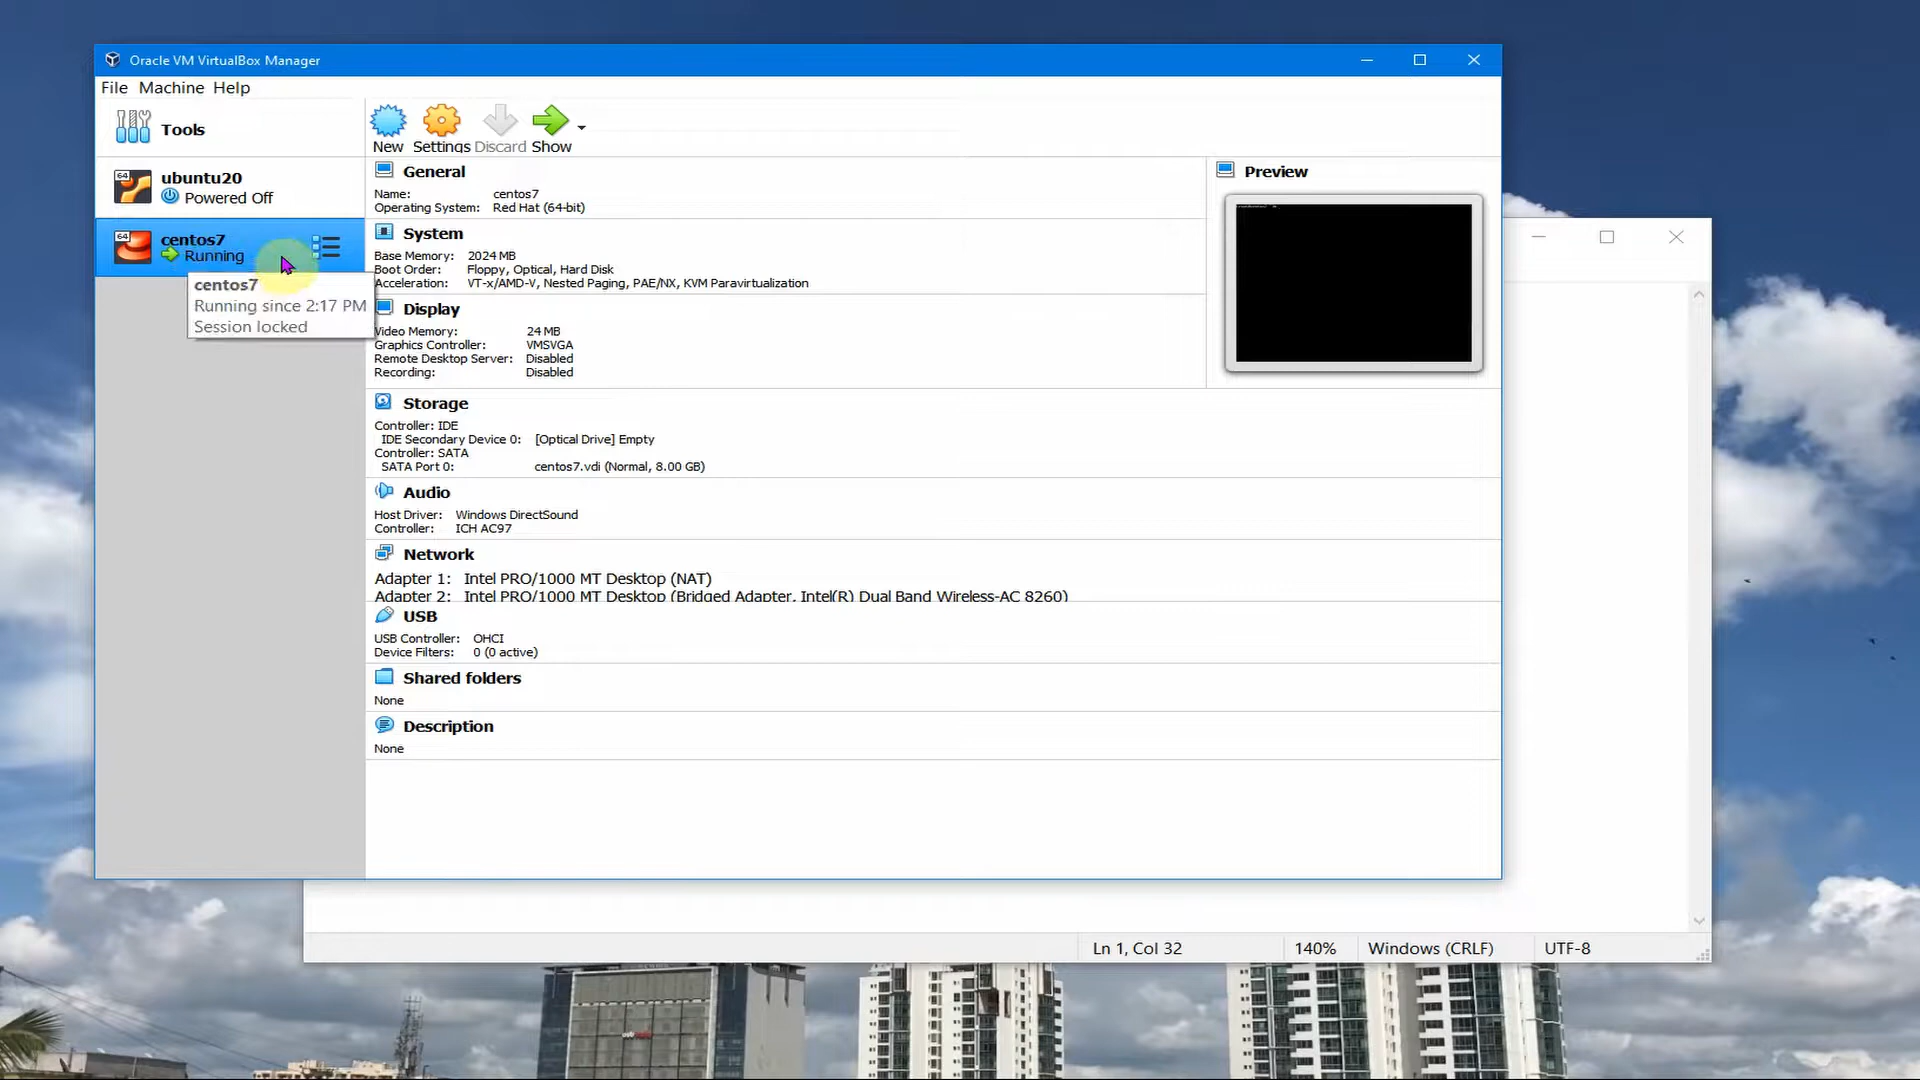 Oracle VM VirtualBox Manager
File Machine Help
Tools
New Settings Discard Show
64 ubuntu20
Powered Off
64 centos7
Running
centos7
Running since 2:17 PM
Session locked
General
Name: centos7
Operating System: Red Hat (64-bit)
System
Base Memory: 2024 MB
Boot Order: Floppy, Optical, Hard Disk
Acceleration: VT-x/AMD-V, Nested Paging, PAE/NX, KVM Paravirtualization
Display
Video Memory: 24 MB
Graphics Controller: VMSVGA
Remote Desktop Server: Disabled
Recording: Disabled
Preview
Storage
Controller: IDE
IDE Secondary Device 0: [Optical Drive] Empty
Controller: SATA
SATA Port 0: centos7.vdi (Normal, 8.00 GB)
Audio
Host Driver: Windows DirectSound
Controller: ICH AC97
Network
Adapter 1: Intel PRO/1000 MT Desktop (NAT)
Adapter 2: Intel PRO/1000 MT Desktop (Bridged Adapter, Intel(R) Dual Band Wireless-AC 8260)
USB
USB Controller: OHCI
Device Filters: 0 (0 active)
Shared folders
None
Description
None
Ln 1, Col 32 140% Windows (CRLF) UTF-8